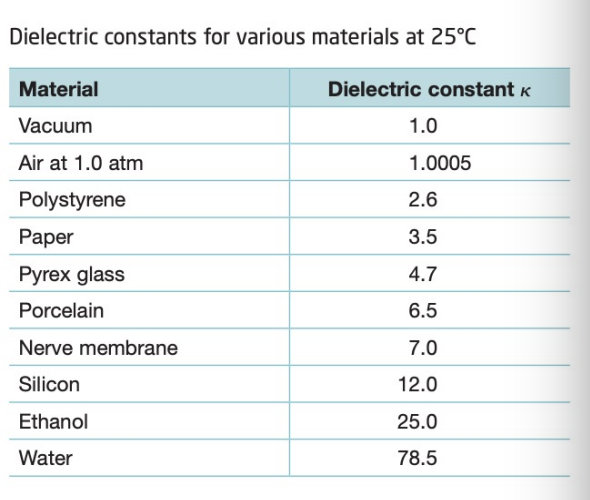 Dielectric constants for various materials at 25°C
Material Dielectric constant κ
Vacuum 1.0
Air at 1.0 atm 1.0005
Polystyrene 2.6
Paper 3.5
Pyrex glass 4.7
Porcelain 6.5
Nerve membrane 7.0
Silicon 12.0
Ethanol 25.0
Water 78.5